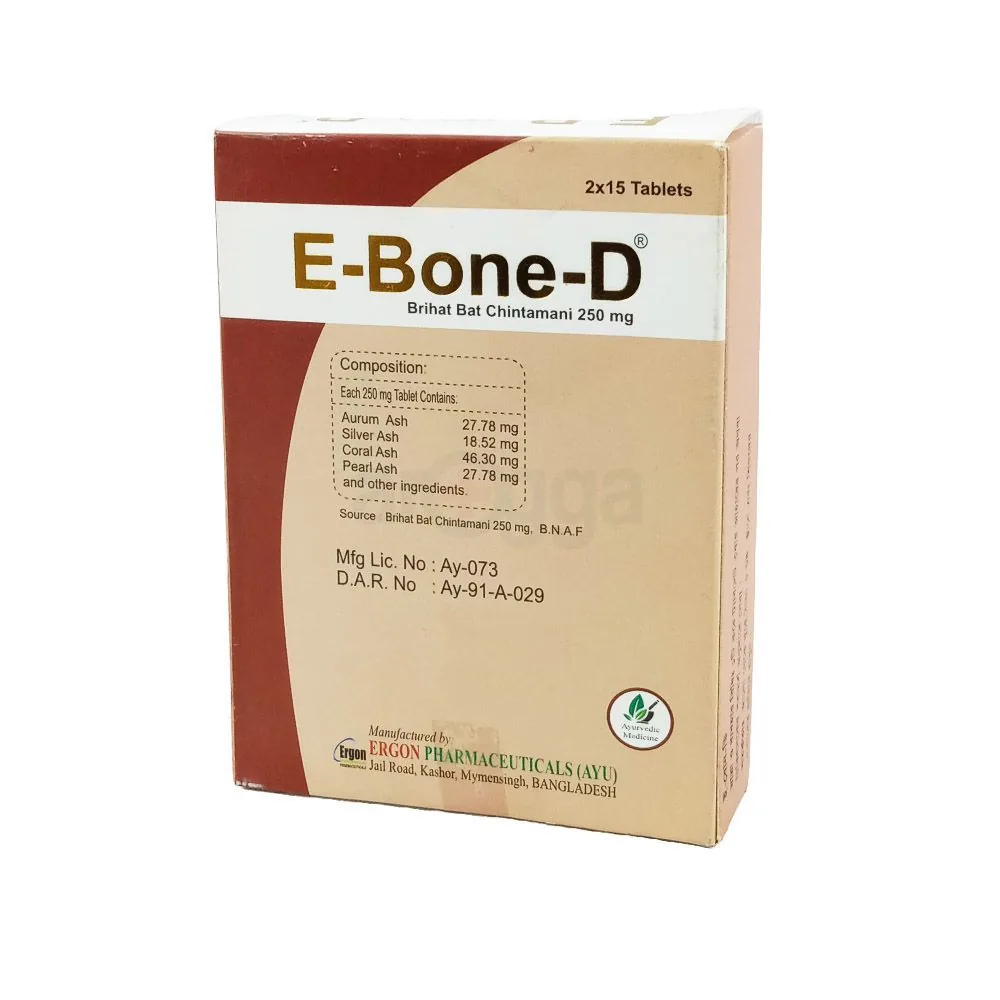 2x15 Tablets
E-Bone-D®
Brihat Bat Chintamani 250 mg
Composition:
Each 250 mg Tablet Contains:
Aurum Ash 27.78 mg
Silver Ash 18.52 mg
Coral Ash 46.30 mg
Pearl Ash 27.78 mg
and other ingredients.
Source : Brihat Bat Chintamani 250 mg, B.N.A.F
Mfg Lic. No : Ay-073
D.A.R. No : Ay-91-A-029
Ayurvedic
Medicine
Manufactured by
Ergon
ERGON PHARMACEUTICALS (AYU)
Jail Road, Kashor, Mymensingh, BANGLADESH